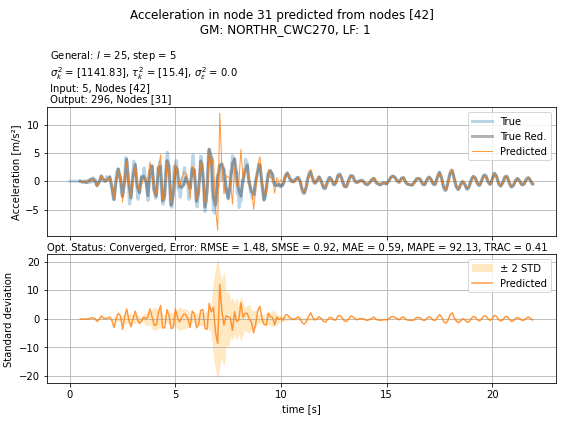 Acceleration in node 31 predicted from nodes [42]
GM: NORTHR_CWC270, LF: 1
General: l = 25, step = 5
σ²ₖ = [1141.83], τ²ₖ = [15.4], σ²ε = 0.0
Input: 5, Nodes [42]
Output: 296, Nodes [31]
True
True Red.
Predicted
10
5
0
−5
Acceleration [m/s²]
Opt. Status: Converged, Error: RMSE = 1.48, SMSE = 0.92, MAE = 0.59, MAPE = 92.13, TRAC = 0.41
± 2 STD
Predicted
20
10
0
−10
−20
Standard deviation
0 5 10 15 20
time [s]